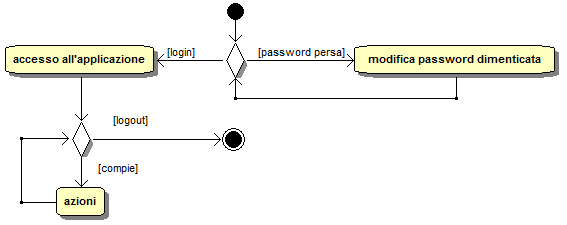 [login]
[password persa]
accesso all'applicazione
modifica password dimenticata
[logout]
[compie]
azioni